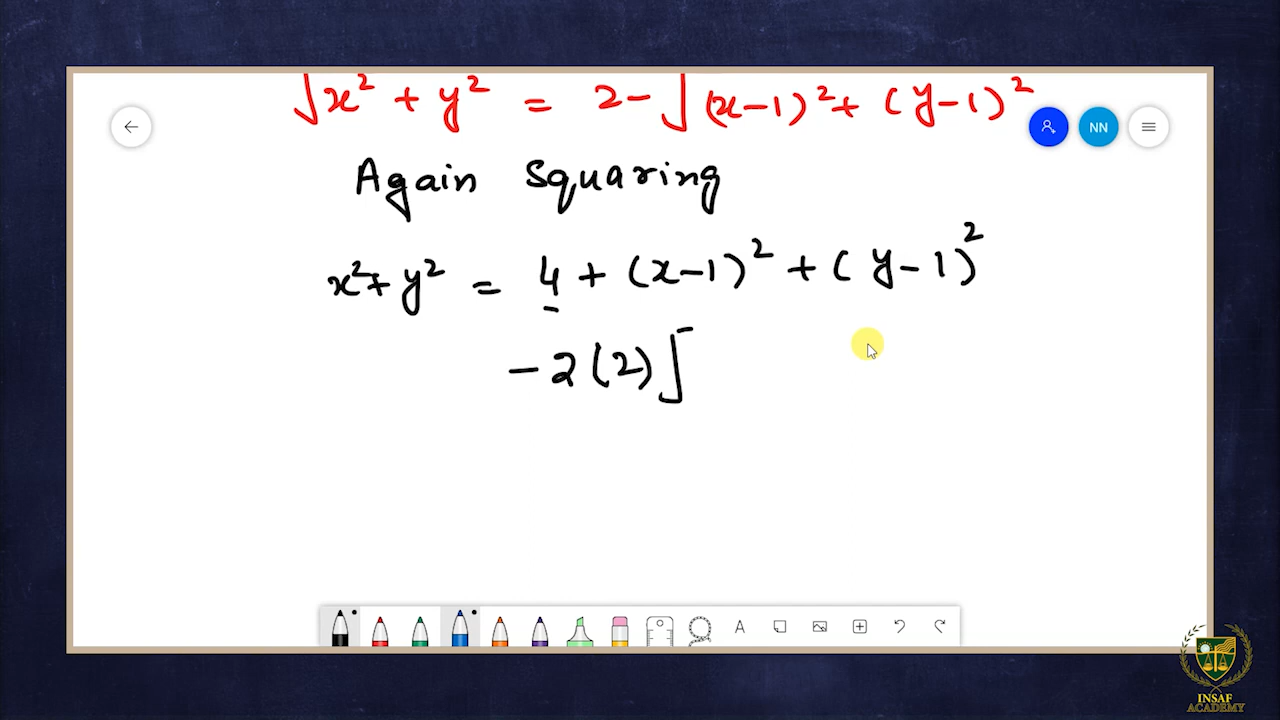 √x² + y² = 2 - √(x-1)² + (y-1)²
Again Squaring
x² + y² = 4 + (x-1)² + (y-1)²
-2(2)√
NN
A
INSAF
ACADEMY